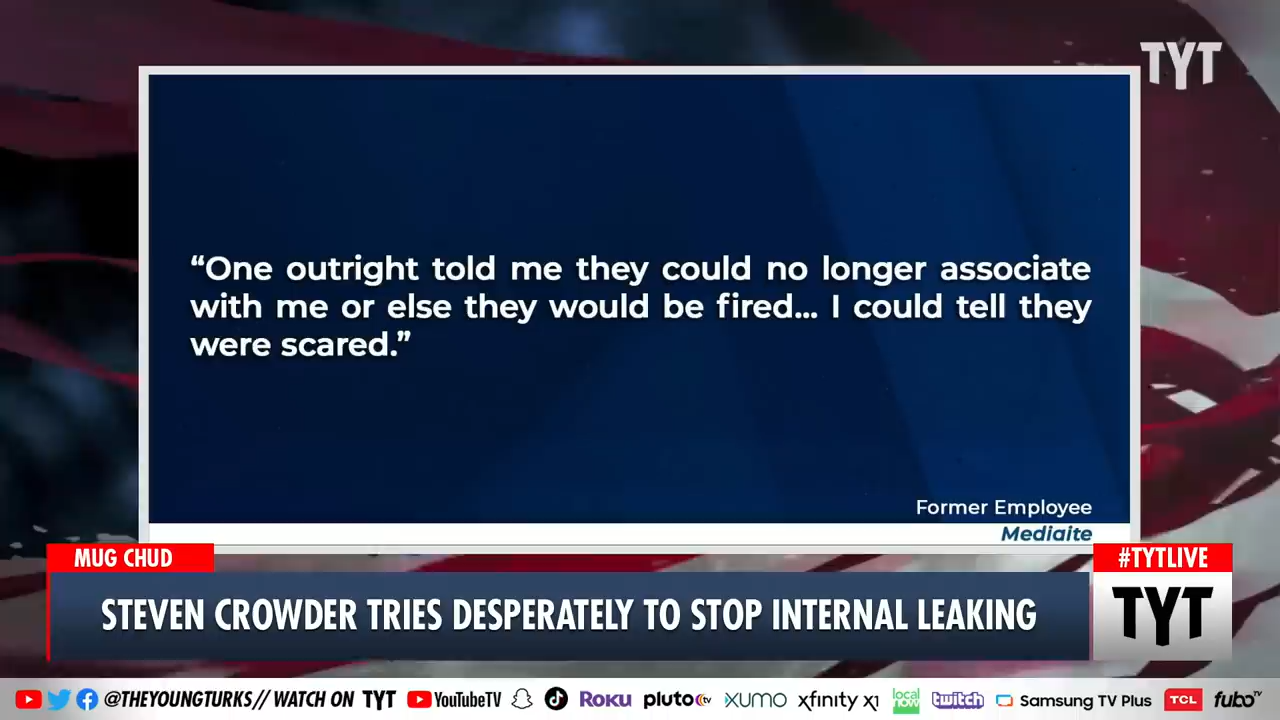 TYT
“One outright told me they could no longer associate
with me or else they would be fired... I could tell they
were scared.”
Former Employee
Mediaite
MUG CHUD
#TYTLIVE
STEVEN CROWDER TRIES DESPERATELY TO STOP INTERNAL LEAKING
TYT
@THEYOUNGTURKS// WATCH ON TYT YouTubeTV Roku pluto tv XUMO xfinity x1 local now twitch Samsung TV Plus TCL fubo TV